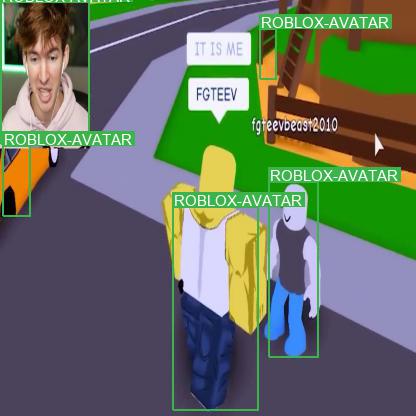 ROBLOX-AVATAR
ROBLOX-AVATAR
IT IS ME
FGTEEV
fgteevbeast2010
ROBLOX-AVATAR
ROBLOX-AVATAR
ROBLOX-AVATAR